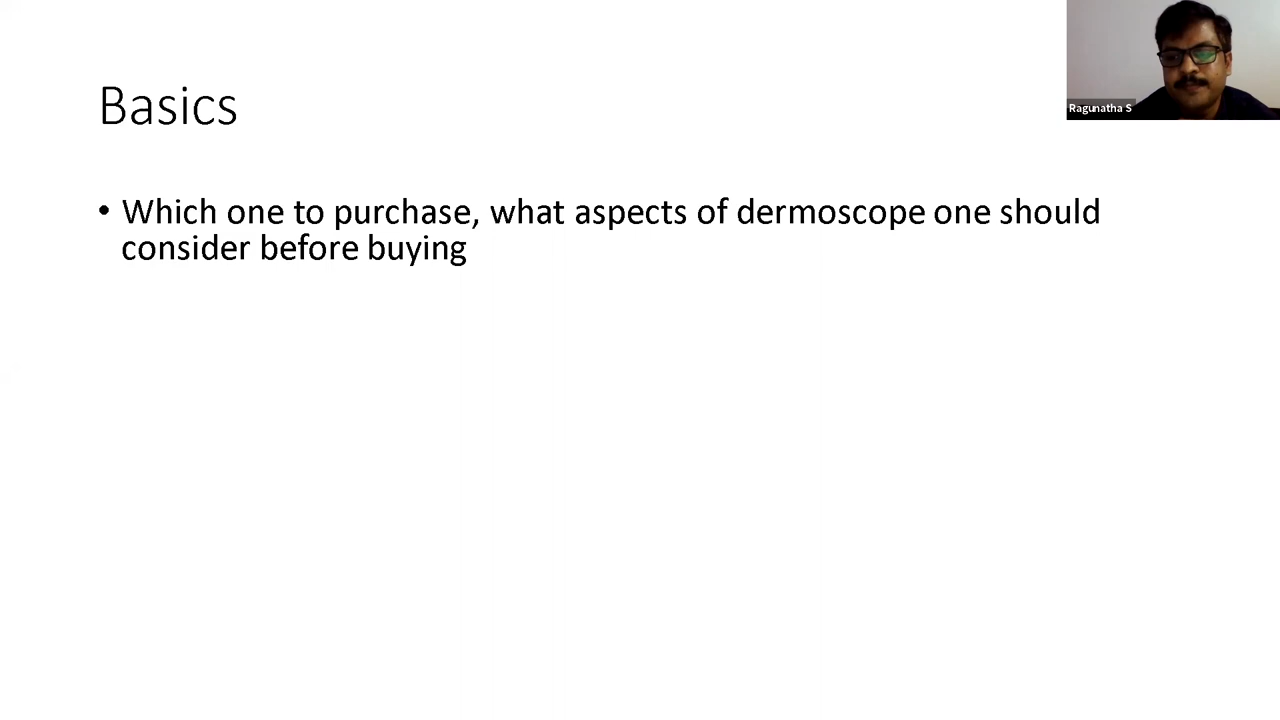 Basics
Ragunatha S
• Which one to purchase, what aspects of dermoscope one should
consider before buying